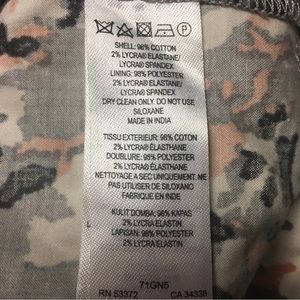 SHELL: 98% COTTON
2% LYCRA® ELASTANE/
LYCRA® SPANDEX
LINING: 98% POLYESTER
2% LYCRA® ELASTANE/
LYCRA® SPANDEX
DRY CLEAN ONLY. DO NOT USE
SILOXANE
MADE IN INDIA
TISSU EXTERIEUR: 98% COTON
2% LYCRA® ELASTHANE
DOUBLURE: 98% POLYESTER
2% LYCRA® ELASTHANE
NETTOYAGE A SEC UNIQUEMENT. NE
PAS UTILISER DE SILOXANO
FABRIQUE EN INDE
KULIT DOMBA: 98% KAPAS
2% LYCRA ELASTIN
LAPISAN: 98% POLYESTER
2% LYCRA ELASTIN
71GN5
RN 53372 CA 34338